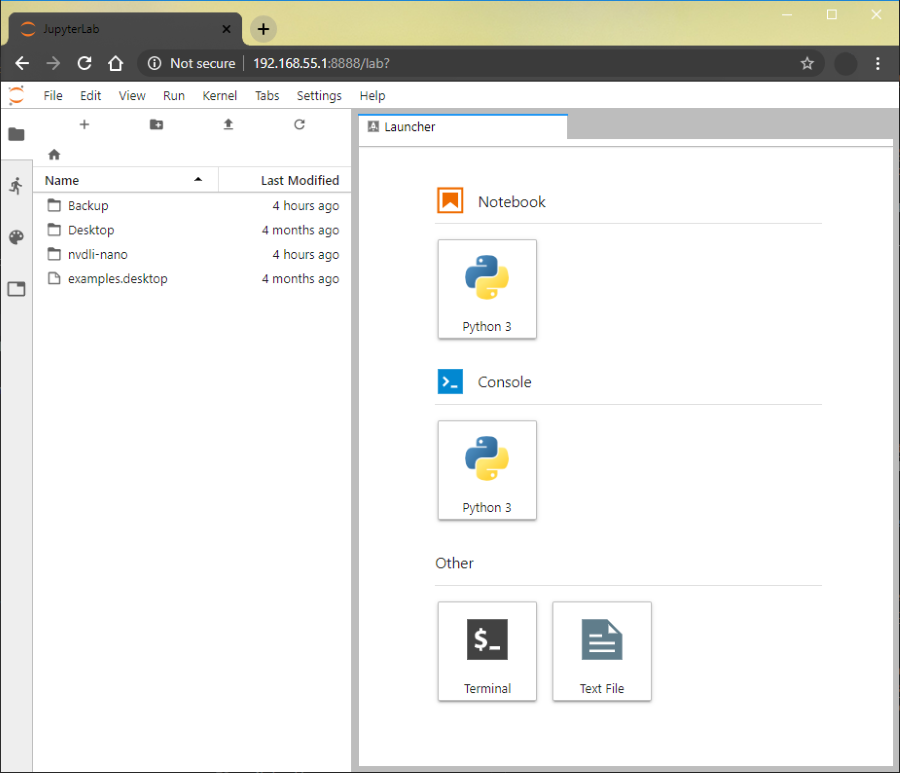 JupyterLab
Not secure 192.168.55.1:8888/lab?
File Edit View Run Kernel Tabs Settings Help
Launcher
Name Last Modified
Backup 4 hours ago
Desktop 4 months ago
nvdli-nano 4 hours ago
examples.desktop 4 months ago
Notebook
Python 3
Console
Python 3
Other
$_
Terminal Text File